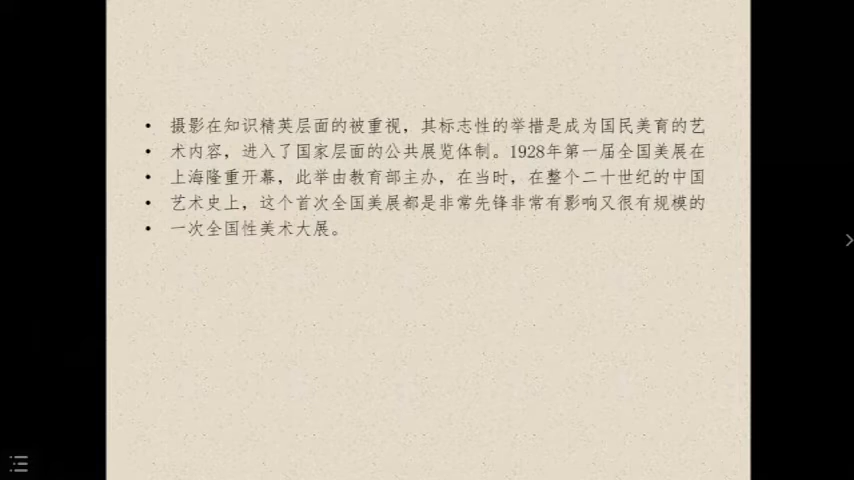 • 摄影在知识精英层面的被重视，其标志性的举措是成为国民美育的艺
• 术内容，进入了国家层面的公共展览体制。1928年第一届全国美展在
• 上海隆重开幕，此举由教育部主办，在当时，在整个二十世纪的中国
• 艺术史上，这个首次全国美展都是非常先锋非常有影响又很有规模的
• 一次全国性美术大展。